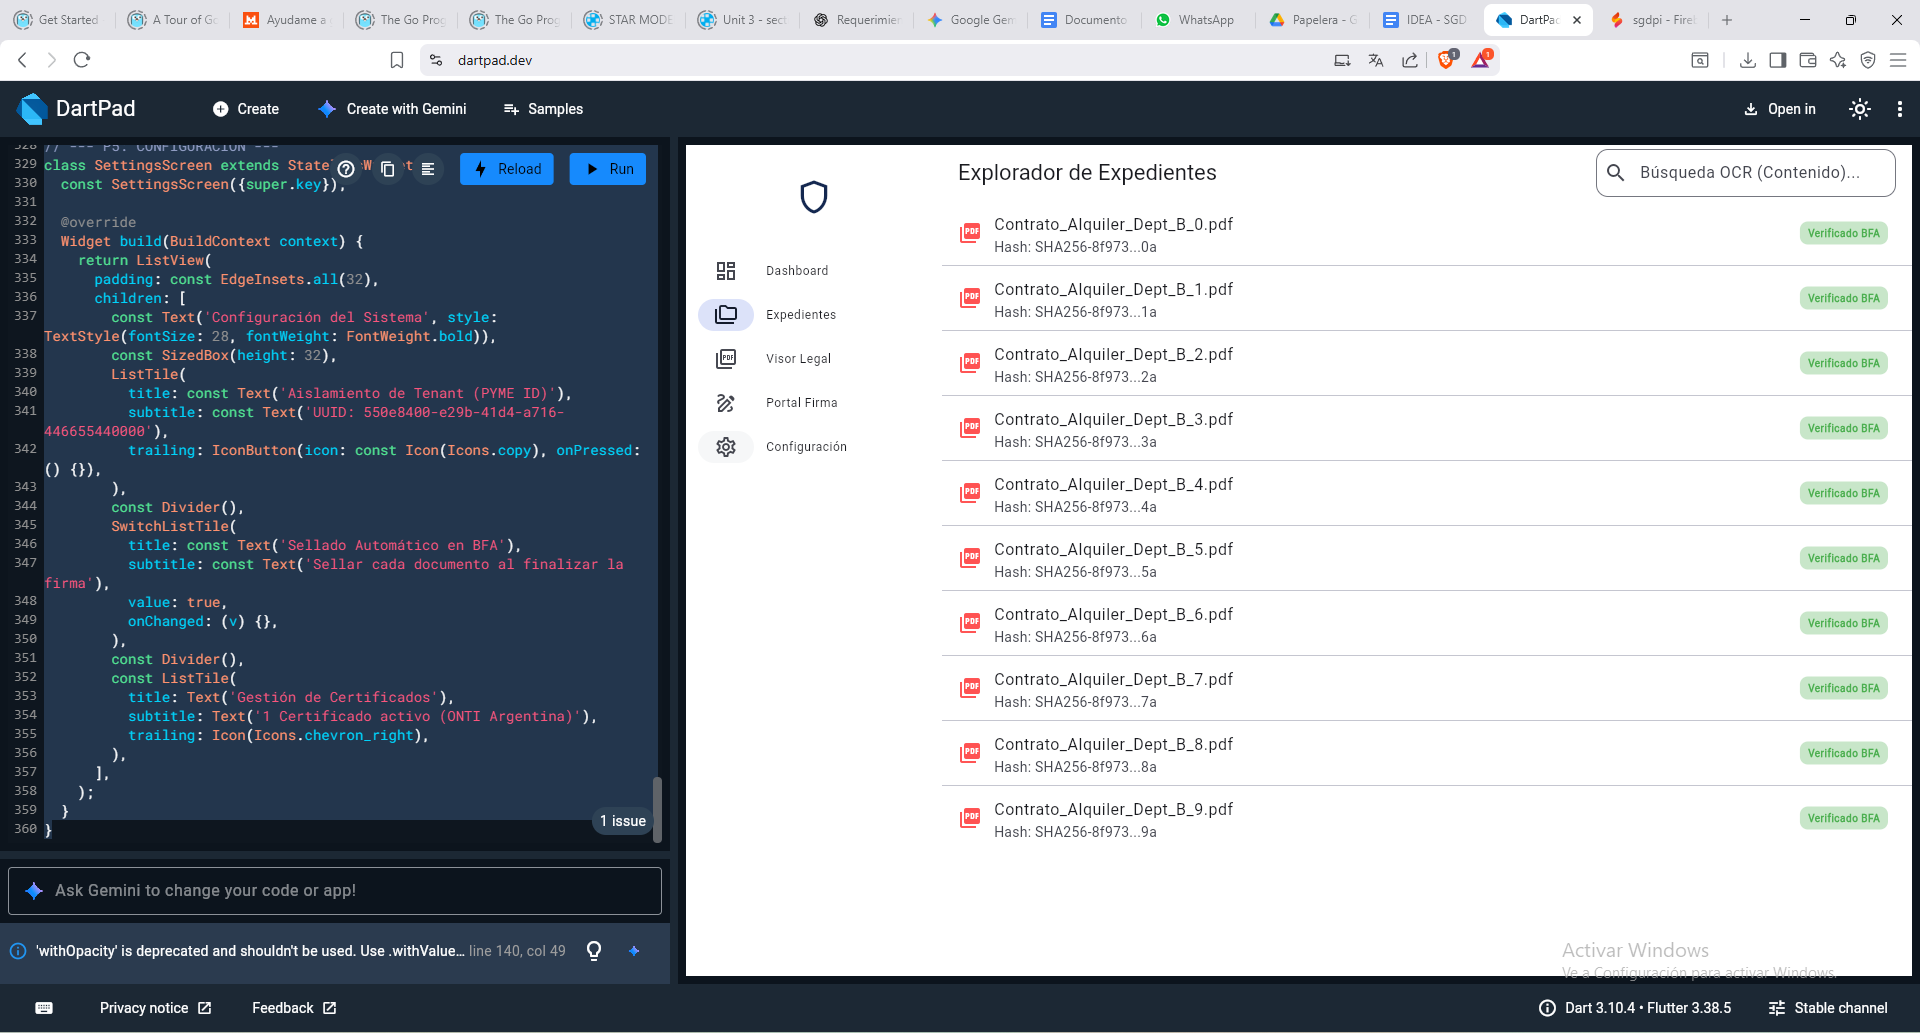 Get Started
A Tour of Go
Ayudame a
The Go Prog
The Go Prog
STAR MODE
Unit 3 - sect
Requerimier
Google Gem
Documento
WhatsApp
Papelera - G
IDEA - SGD
DartPad
sgdpi - Fireb
dartpad.dev
1
1
DartPad
Create
Create with Gemini
Samples
Open in
328 // --- P5: CONFIGURACIÓN ---
329 class SettingsScreen extends State
330 const SettingsScreen({super.key});
331
332 @override
333 Widget build(BuildContext context) {
334 return ListView(
335 padding: const EdgeInsets.all(32),
336 children: [
337 const Text('Configuración del Sistema', style:
TextStyle(fontSize: 28, fontWeight: FontWeight.bold)),
338 const SizedBox(height: 32),
339 ListTile(
340 title: const Text('Aislamiento de Tenant (PYME ID)'),
341 subtitle: const Text('UUID: 550e8400-e29b-41d4-a716-
446655440000'),
342 trailing: IconButton(icon: const Icon(Icons.copy), onPressed:
() {}),
343 ),
344 const Divider(),
345 SwitchListTile(
346 title: const Text('Sellado Automático en BFA'),
347 subtitle: const Text('Sellar cada documento al finalizar la
firma'),
348 value: true,
349 onChanged: (v) {},
350 ),
351 const Divider(),
352 const ListTile(
353 title: Text('Gestión de Certificados'),
354 subtitle: Text('1 Certificado activo (ONTI Argentina)'),
355 trailing: Icon(Icons.chevron_right),
356 ),
357 ],
358 );
359 }
360 }
Reload
Run
1 issue
Ask Gemini to change your code or app!
'withOpacity' is deprecated and shouldn't be used. Use .withValue... line 140, col 49
Dashboard
Expedientes
Visor Legal
Portal Firma
Configuración
Explorador de Expedientes
Búsqueda OCR (Contenido)...
Contrato_Alquiler_Dept_B_0.pdf
Hash: SHA256-8f973...0a
Verificado BFA
Contrato_Alquiler_Dept_B_1.pdf
Hash: SHA256-8f973...1a
Verificado BFA
Contrato_Alquiler_Dept_B_2.pdf
Hash: SHA256-8f973...2a
Verificado BFA
Contrato_Alquiler_Dept_B_3.pdf
Hash: SHA256-8f973...3a
Verificado BFA
Contrato_Alquiler_Dept_B_4.pdf
Hash: SHA256-8f973...4a
Verificado BFA
Contrato_Alquiler_Dept_B_5.pdf
Hash: SHA256-8f973...5a
Verificado BFA
Contrato_Alquiler_Dept_B_6.pdf
Hash: SHA256-8f973...6a
Verificado BFA
Contrato_Alquiler_Dept_B_7.pdf
Hash: SHA256-8f973...7a
Verificado BFA
Contrato_Alquiler_Dept_B_8.pdf
Hash: SHA256-8f973...8a
Verificado BFA
Contrato_Alquiler_Dept_B_9.pdf
Hash: SHA256-8f973...9a
Verificado BFA
Activar Windows
Ve a Configuración para activar Windows.
Privacy notice
Feedback
Dart 3.10.4 • Flutter 3.38.5
Stable channel